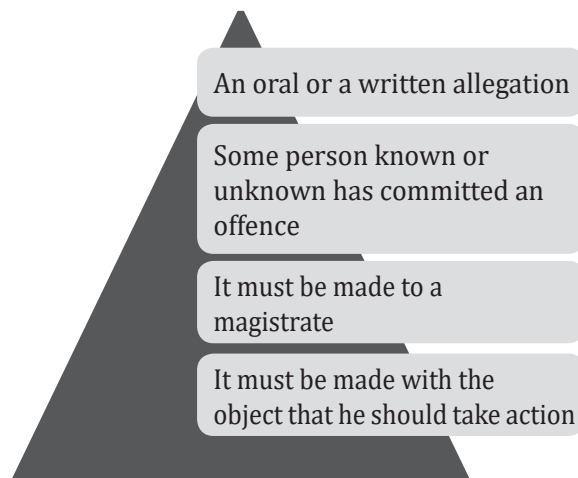 An oral or a written allegation
Some person known or
unknown has committed an
offence
It must be made to a
magistrate
It must be made with the
object that he should take action